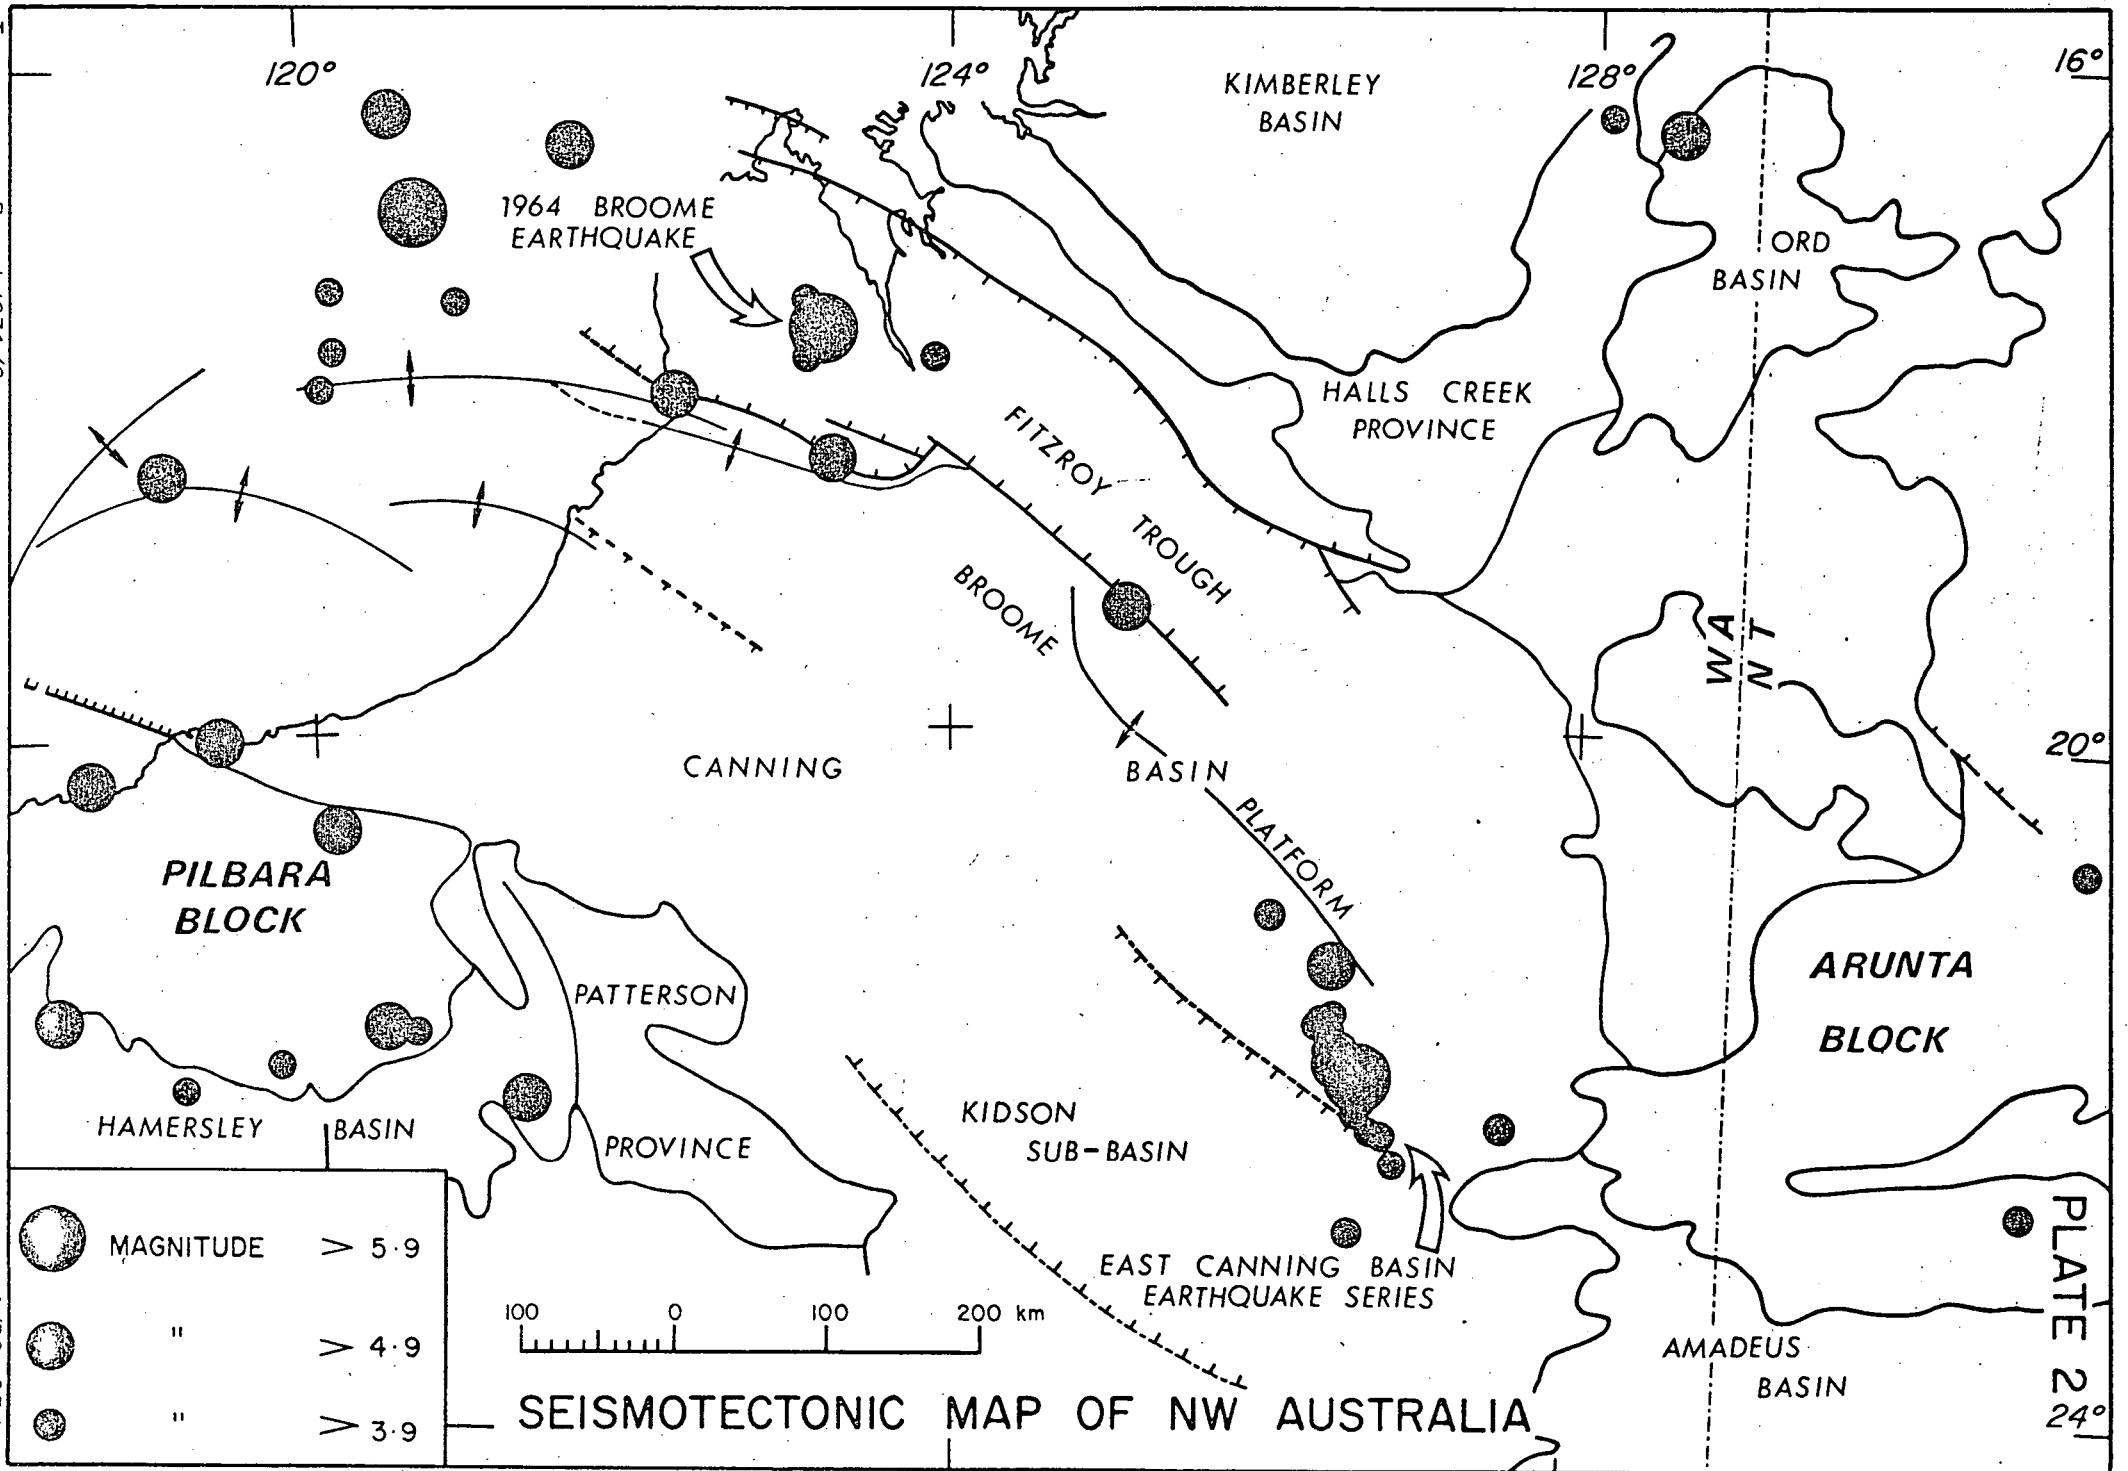 120°
124°
128°
16°
KIMBERLEY
BASIN
1964 BROOME
EARTHQUAKE
ORD
BASIN
HALLS CREEK
PROVINCE
FITZROY TROUGH
BROOME
WA
NT
20°
CANNING BASIN
PLATFORM
PILBARA
BLOCK
ARUNTA
BLOCK
PATTERSON
PROVINCE
HAMERSLEY BASIN
KIDSON
SUB-BASIN
EAST CANNING BASIN
EARTHQUAKE SERIES
AMADEUS
BASIN
PLATE 2
24°
MAGNITUDE > 5·9
" > 4·9
" > 3·9
100 0 100 200 km
SEISMOTECTONIC MAP OF NW AUSTRALIA